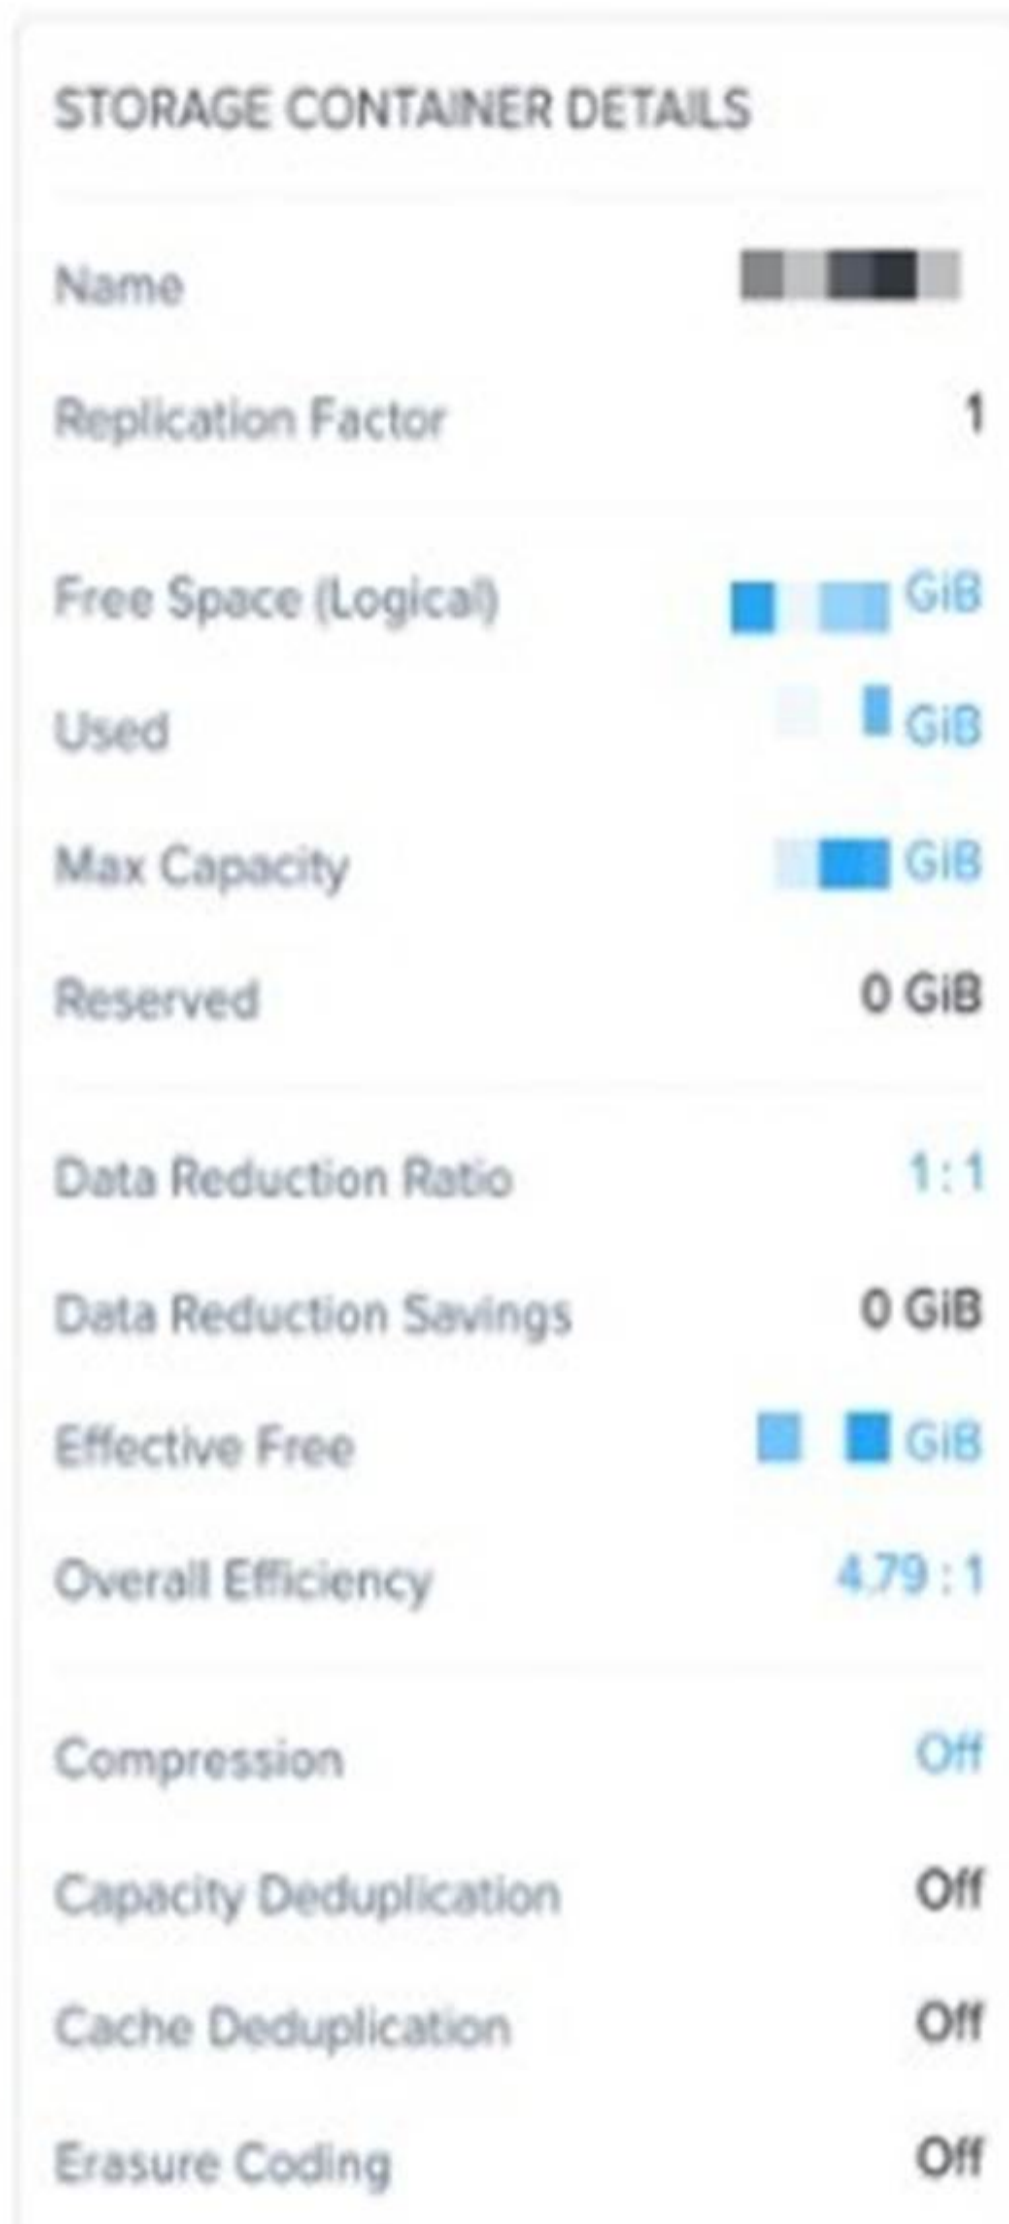 STORAGE CONTAINER DETAILS
Name
Replication Factor 1
Free Space (Logical) GiB
Used GiB
Max Capacity GiB
Reserved 0 GiB
Data Reduction Ratio 1 : 1
Data Reduction Savings 0 GiB
Effective Free GiB
Overall Efficiency 4.79 : 1
Compression Off
Capacity Deduplication Off
Cache Deduplication Off
Erasure Coding Off